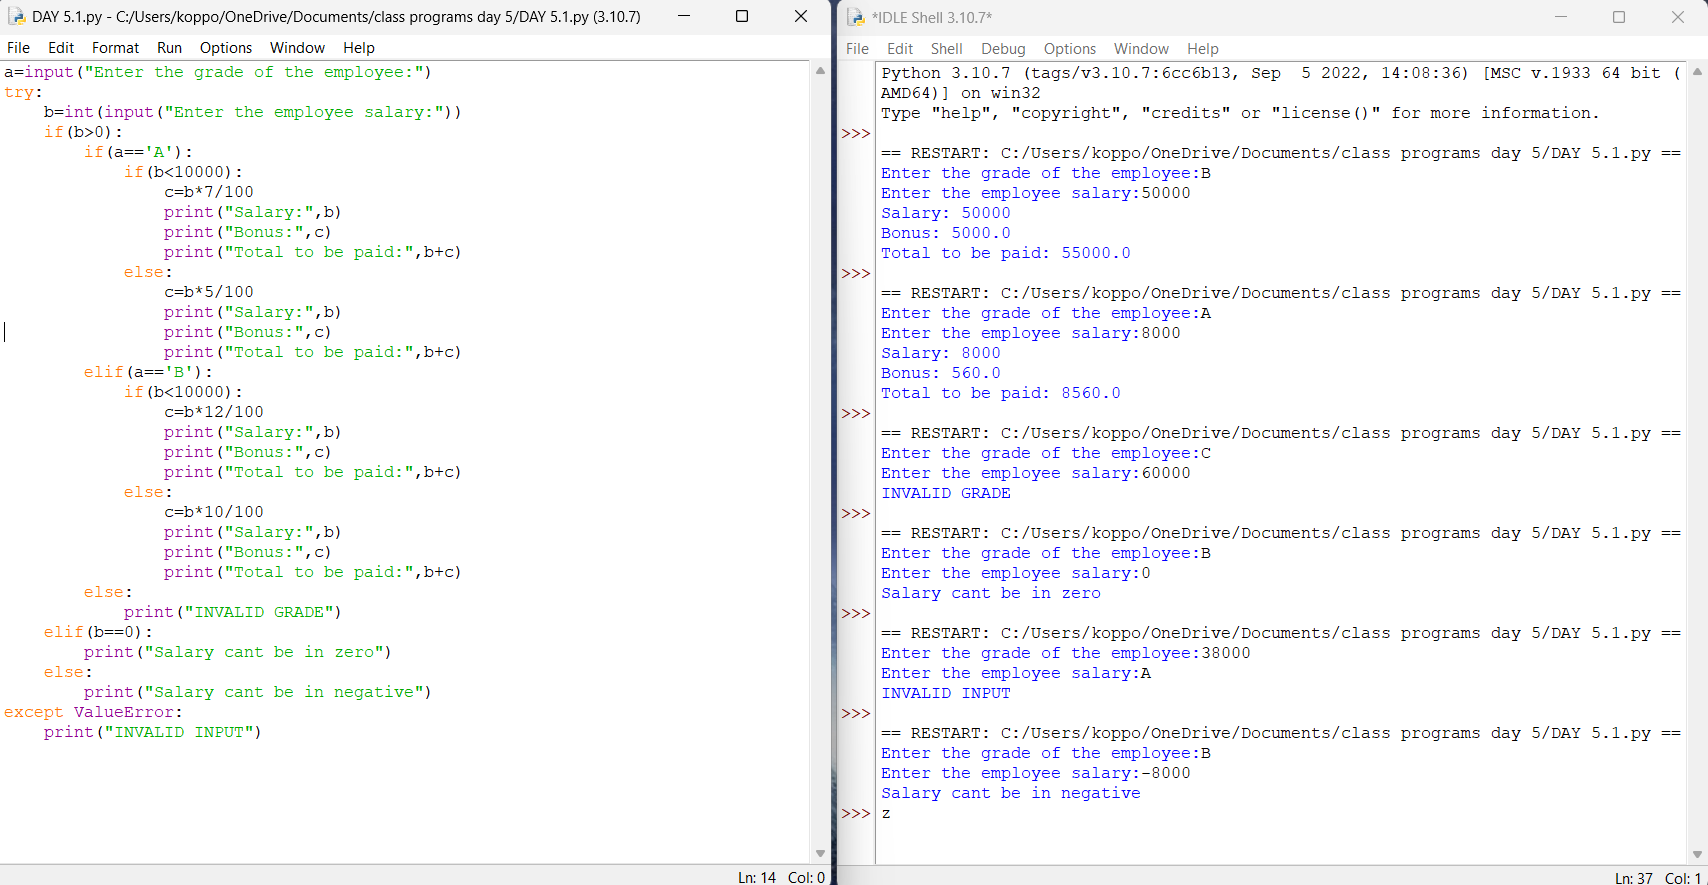 DAY 5.1.py - C:/Users/koppo/OneDrive/Documents/class programs day 5/DAY 5.1.py (3.10.7)
File Edit Format Run Options Window Help
a=input("Enter the grade of the employee:")
try:
    b=int(input("Enter the employee salary:"))
    if(b>0):
        if(a=='A'):
            if(b<10000):
                c=b*7/100
                print("Salary:",b)
                print("Bonus:",c)
                print("Total to be paid:",b+c)
            else:
                c=b*5/100
                print("Salary:",b)
                print("Bonus:",c)
                print("Total to be paid:",b+c)
        elif(a=='B'):
            if(b<10000):
                c=b*12/100
                print("Salary:",b)
                print("Bonus:",c)
                print("Total to be paid:",b+c)
            else:
                c=b*10/100
                print("Salary:",b)
                print("Bonus:",c)
                print("Total to be paid:",b+c)
        else:
            print("INVALID GRADE")
    elif(b==0):
        print("Salary cant be in zero")
    else:
        print("Salary cant be in negative")
except ValueError:
    print("INVALID INPUT")
Ln: 14 Col: 0
*IDLE Shell 3.10.7*
File Edit Shell Debug Options Window Help
Python 3.10.7 (tags/v3.10.7:6cc6b13, Sep  5 2022, 14:08:36) [MSC v.1933 64 bit (
AMD64)] on win32
Type "help", "copyright", "credits" or "license()" for more information.
>>>
== RESTART: C:/Users/koppo/OneDrive/Documents/class programs day 5/DAY 5.1.py ==
Enter the grade of the employee:B
Enter the employee salary:50000
Salary: 50000
Bonus: 5000.0
Total to be paid: 55000.0
>>>
== RESTART: C:/Users/koppo/OneDrive/Documents/class programs day 5/DAY 5.1.py ==
Enter the grade of the employee:A
Enter the employee salary:8000
Salary: 8000
Bonus: 560.0
Total to be paid: 8560.0
>>>
== RESTART: C:/Users/koppo/OneDrive/Documents/class programs day 5/DAY 5.1.py ==
Enter the grade of the employee:C
Enter the employee salary:60000
INVALID GRADE
>>>
== RESTART: C:/Users/koppo/OneDrive/Documents/class programs day 5/DAY 5.1.py ==
Enter the grade of the employee:B
Enter the employee salary:0
Salary cant be in zero
>>>
== RESTART: C:/Users/koppo/OneDrive/Documents/class programs day 5/DAY 5.1.py ==
Enter the grade of the employee:38000
Enter the employee salary:A
INVALID INPUT
>>>
== RESTART: C:/Users/koppo/OneDrive/Documents/class programs day 5/DAY 5.1.py ==
Enter the grade of the employee:B
Enter the employee salary:-8000
Salary cant be in negative
>>> z
Ln: 37 Col: 1